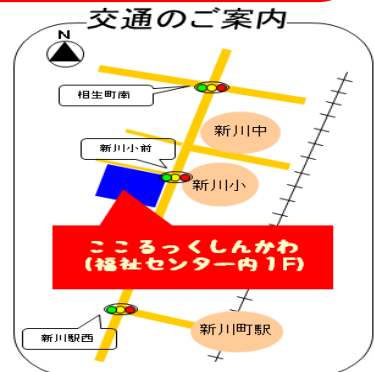 交通のご案内
N
相生町南
新川中
新川小前
新川小
こころっくしんかわ
(福祉センター内1F)
新川町駅
新川駅西